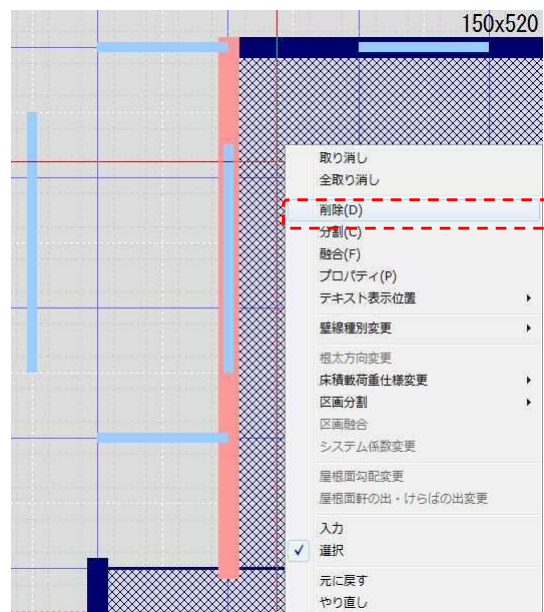 150x520
取り消し
全取り消し
削除(D)
分割(C)
融合(F)
プロパティ(P)
テキスト表示位置
壁線種別変更
根太方向変更
床積載荷重仕様変更
区画分割
区画融合
システム係数変更
屋根面勾配変更
屋根面軒の出・けらばの出変更
入力
選択
元に戻す
やり直し